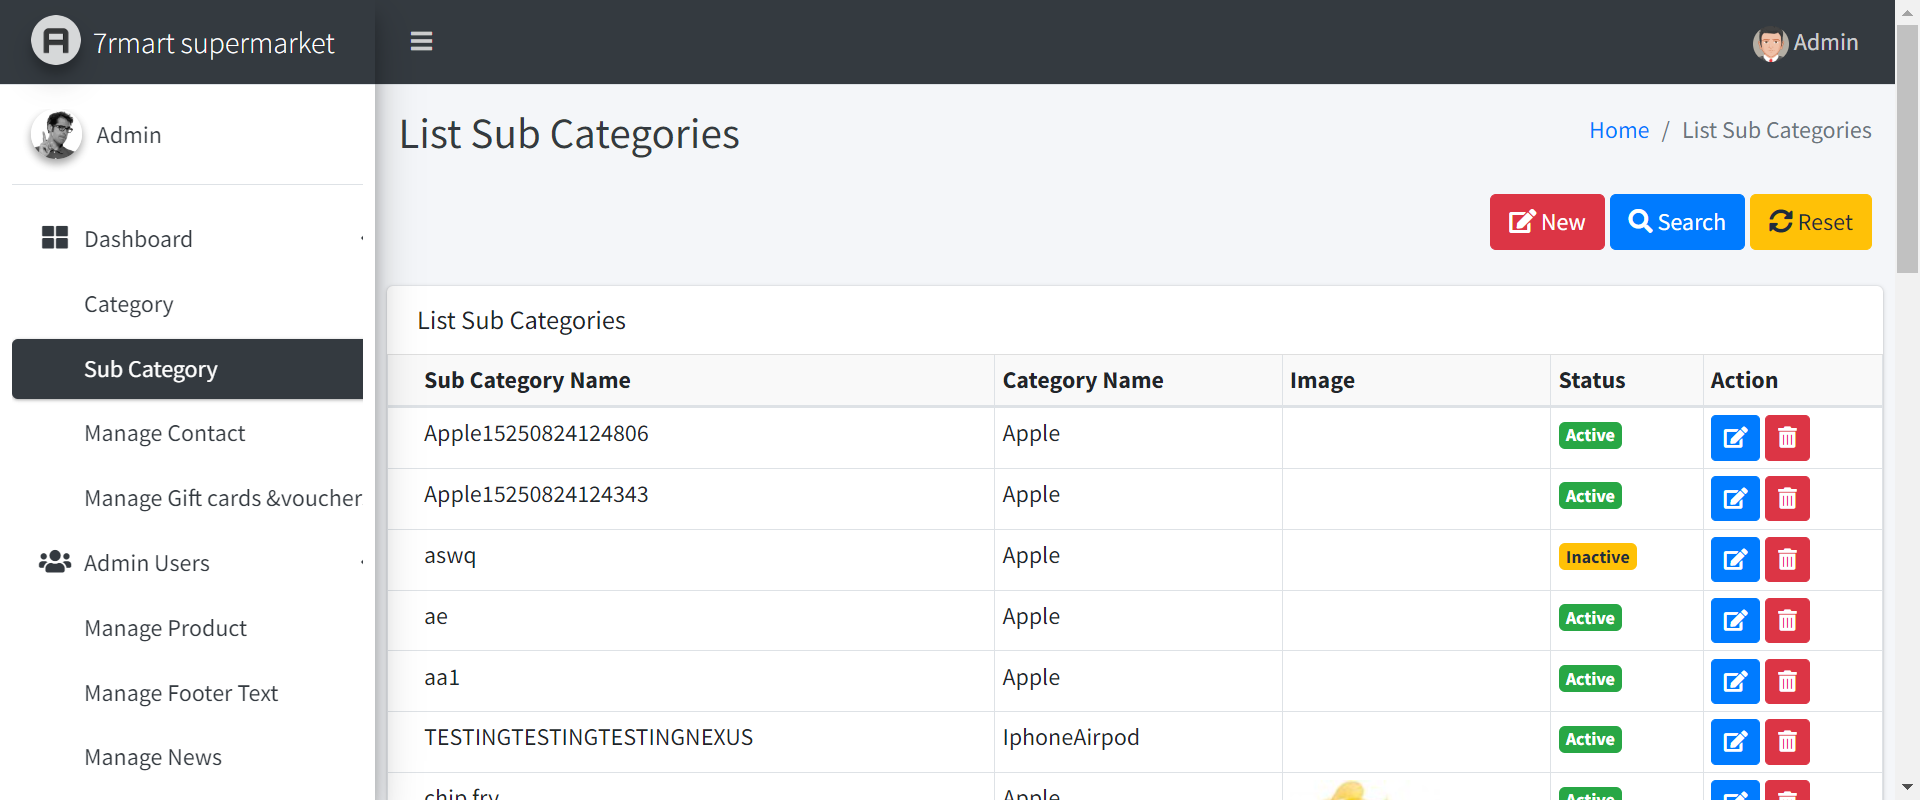 7rmart supermarket
Admin
Admin
List Sub Categories
Home / List Sub Categories
New Search Reset
Dashboard
Category
Sub Category
Manage Contact
Manage Gift cards &voucher
Admin Users
Manage Product
Manage Footer Text
Manage News
List Sub Categories
Sub Category Name Category Name Image Status Action
Apple15250824124806 Apple Active
Apple15250824124343 Apple Active
aswq Apple Inactive
ae Apple Active
aa1 Apple Active
TESTINGTESTINGTESTINGNEXUS IphoneAirpod Active
chip fry Apple Active